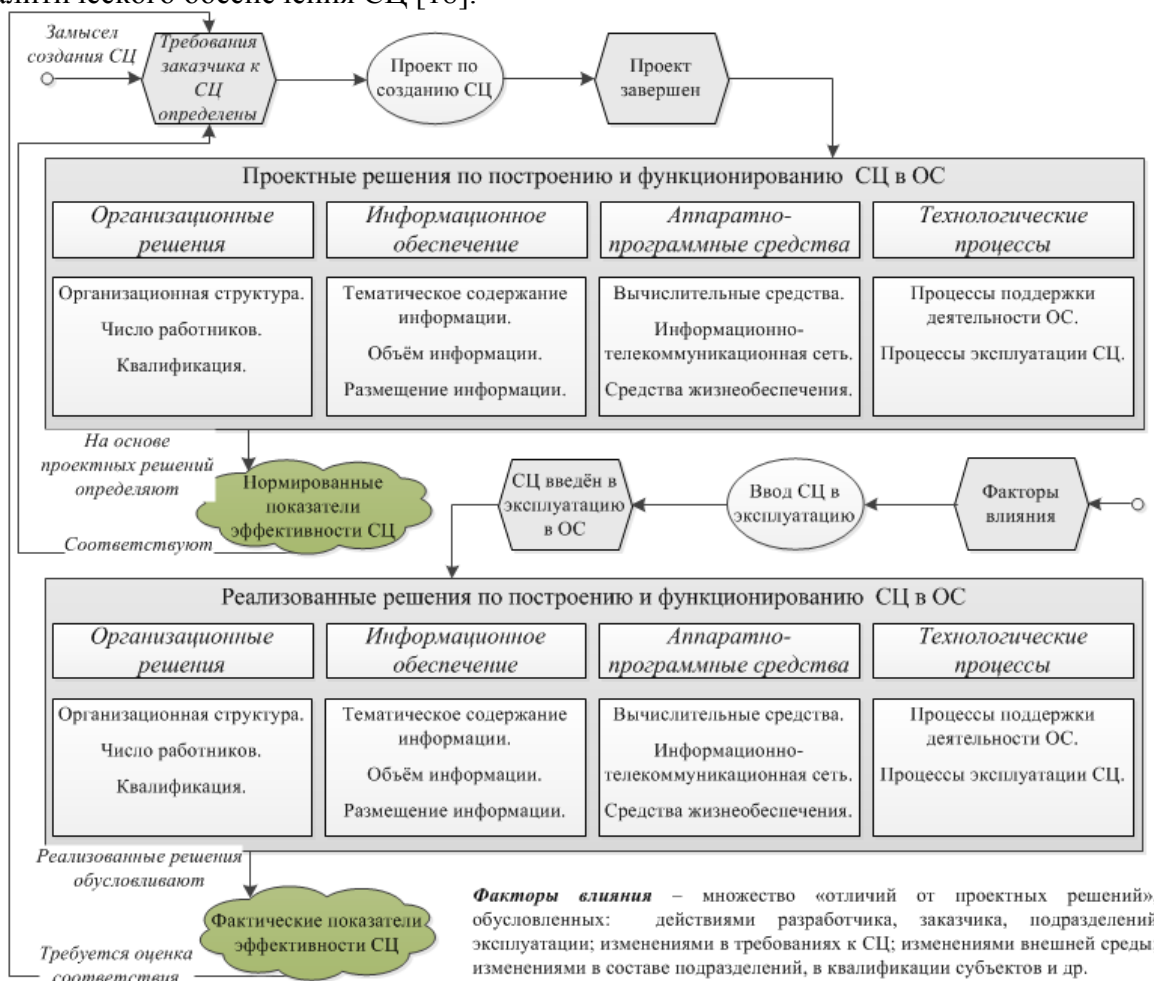 алитического обеспечения СЦ [16].
Замысел
создания СЦ
Требования
заказчика к
СЦ
определены
Проект по
созданию СЦ
Проект
завершен
Проектные решения по построению и функционированию СЦ в ОС
Организационные
решения
Информационное
обеспечение
Аппаратно-
программные средства
Технологические
процессы
Организационная структура.
Число работников.
Квалификация.
Тематическое содержание
информации.
Объём информации.
Размещение информации.
Вычислительные средства.
Информационно-
телекоммуникационная сеть.
Средства жизнеобеспечения.
Процессы поддержки
деятельности ОС.
Процессы эксплуатации СЦ.
На основе
проектных решений
определяют
Нормированные
показатели
эффективности СЦ
Соответствуют
СЦ введён в
эксплуатацию
в ОС
Ввод СЦ в
эксплуатацию
Факторы
влияния
Реализованные решения по построению и функционированию СЦ в ОС
Организационные
решения
Информационное
обеспечение
Аппаратно-
программные средства
Технологические
процессы
Организационная структура.
Число работников.
Квалификация.
Тематическое содержание
информации.
Объём информации.
Размещение информации.
Вычислительные средства.
Информационно-
телекоммуникационная сеть.
Средства жизнеобеспечения.
Процессы поддержки
деятельности ОС.
Процессы эксплуатации СЦ.
Реализованные решения
обусловливают
Фактические показатели
эффективности СЦ
Требуется оценка
соответствия
Факторы влияния – множество «отличий от проектных решений»,
обусловленных: действиями разработчика, заказчика, подразделений
эксплуатации; изменениями в требованиях к СЦ; изменениями внешней среды;
изменениями в составе подразделений, в квалификации субъектов и др.